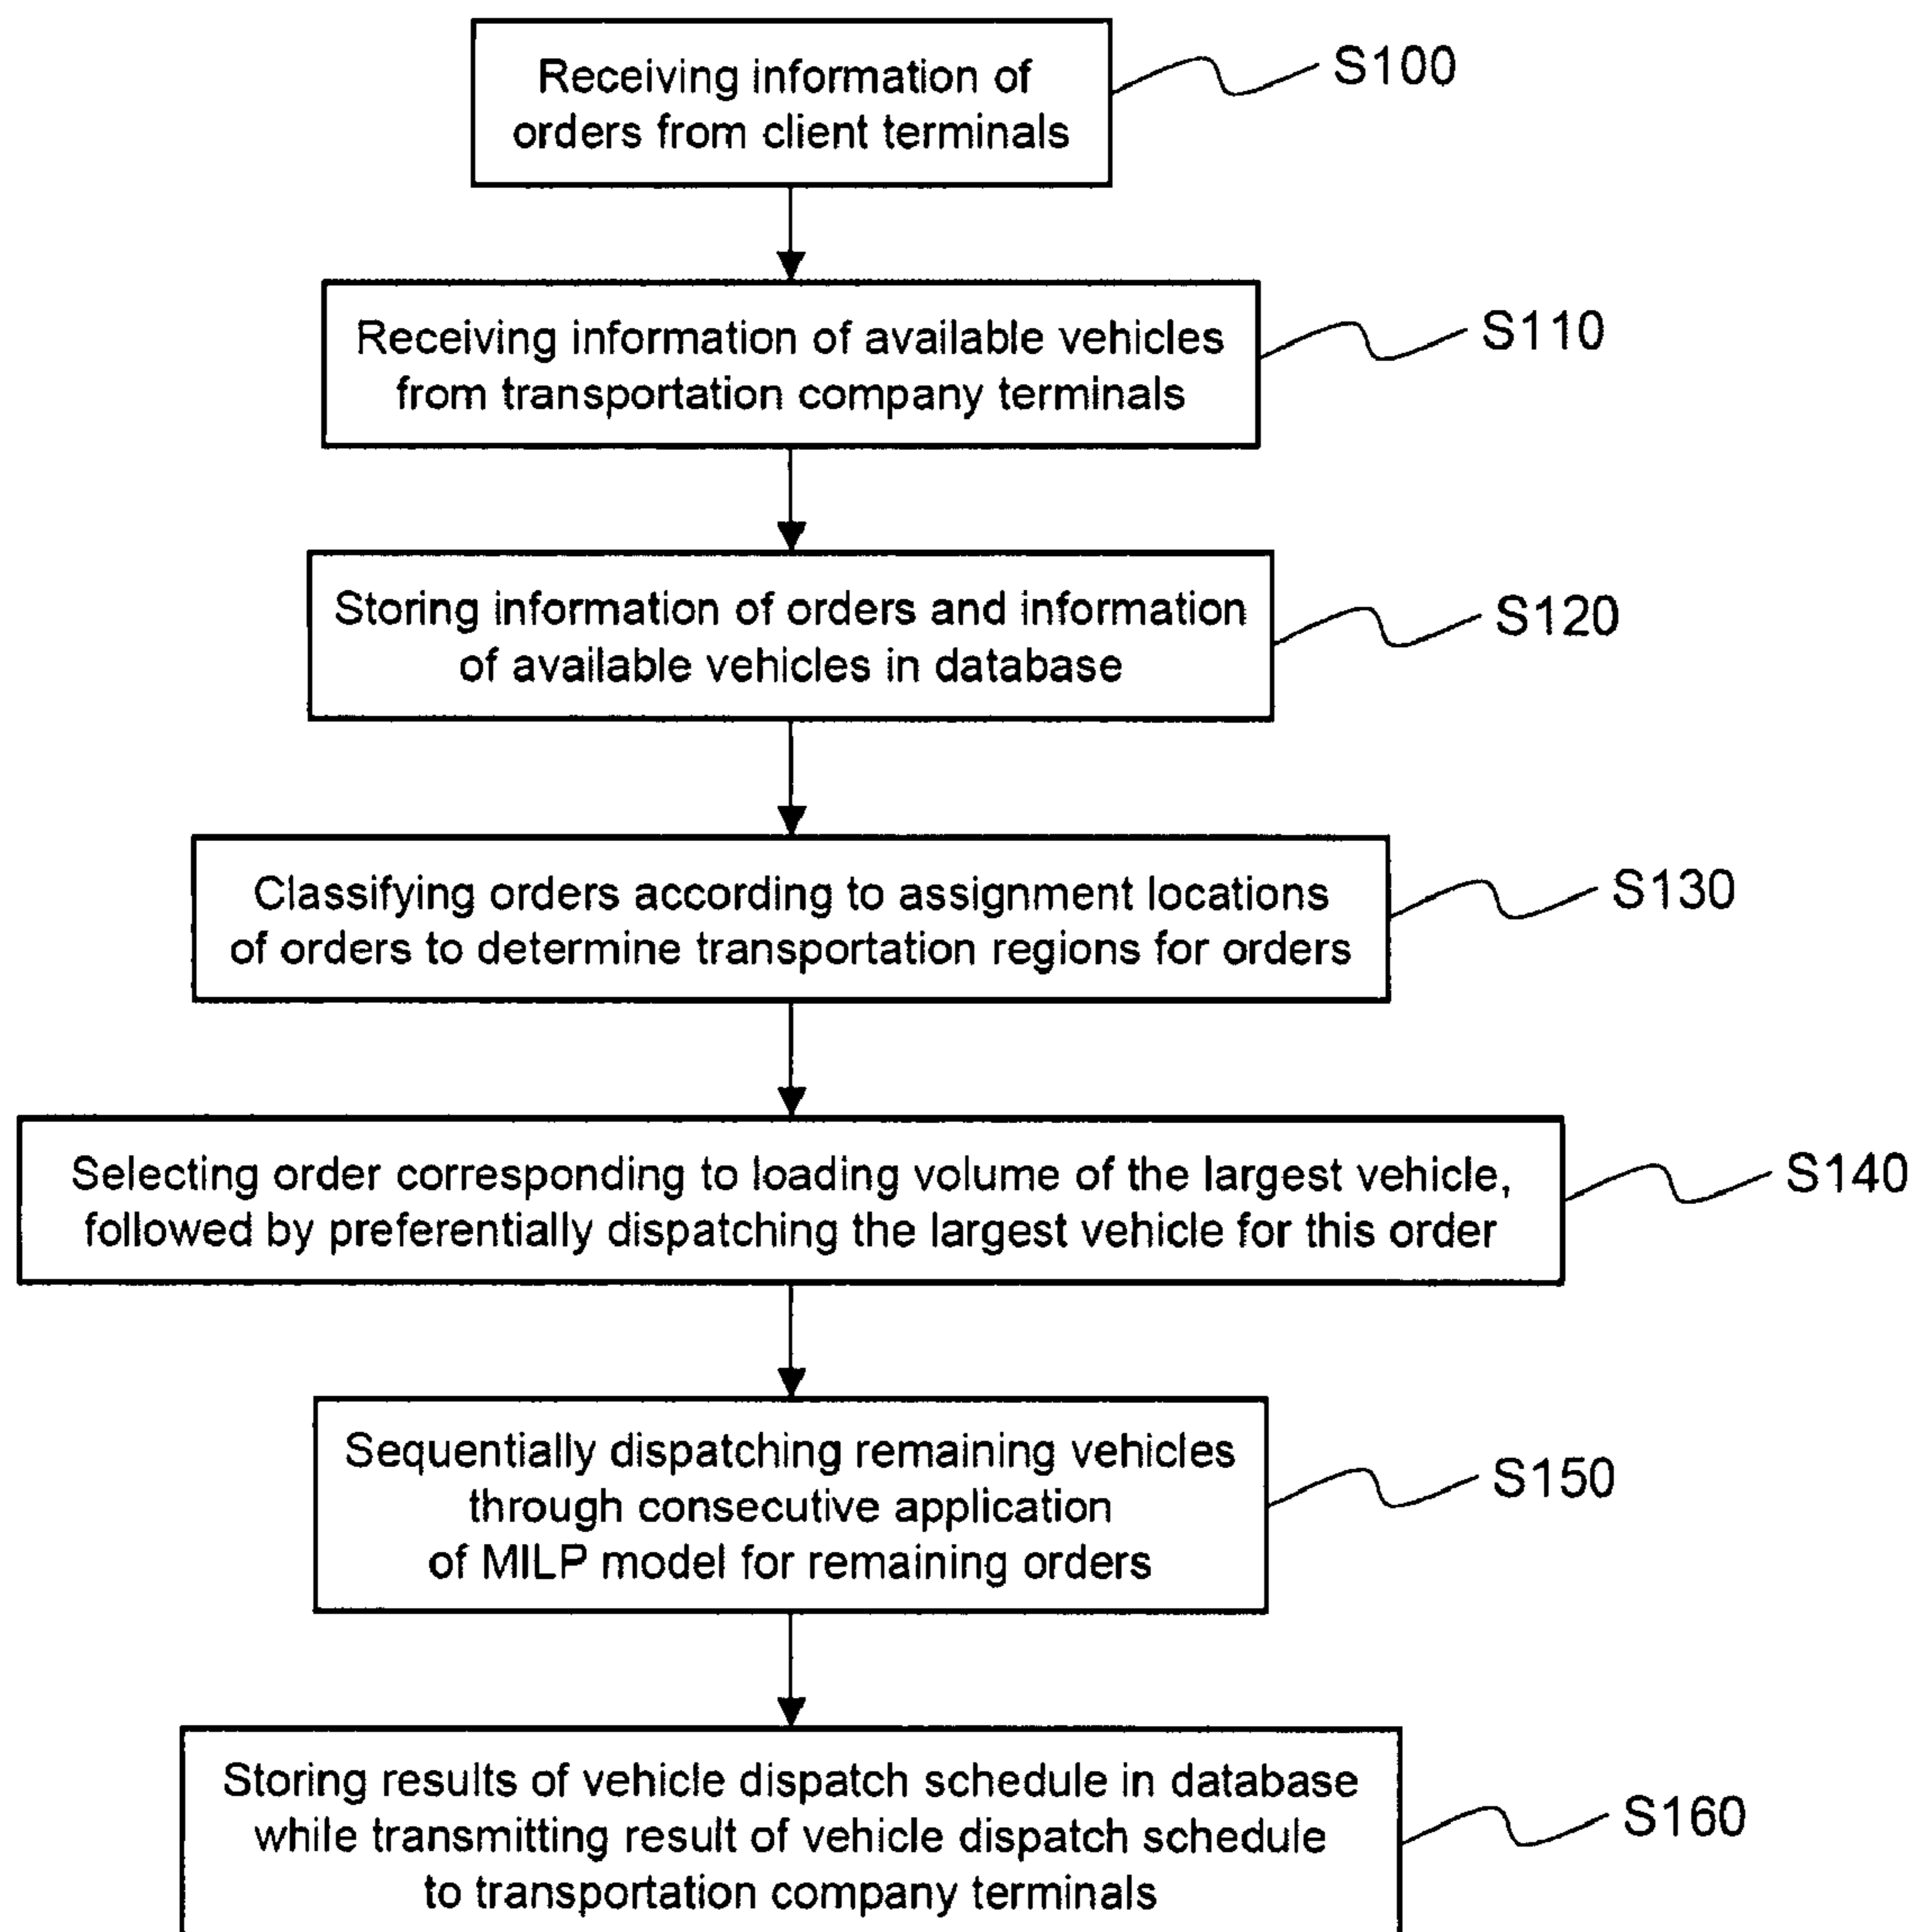 Receiving information of
orders from client terminals
S100
Receiving information of available vehicles
from transportation company terminals
S110
Storing information of orders and information
of available vehicles in database
S120
Classifying orders according to assignment locations
of orders to determine transportation regions for orders
S130
Selecting order corresponding to loading volume of the largest vehicle,
followed by preferentially dispatching the largest vehicle for this order
S140
Sequentially dispatching remaining vehicles
through consecutive application
of MILP model for remaining orders
S150
Storing results of vehicle dispatch schedule in database
while transmitting result of vehicle dispatch schedule
to transportation company terminals
S160